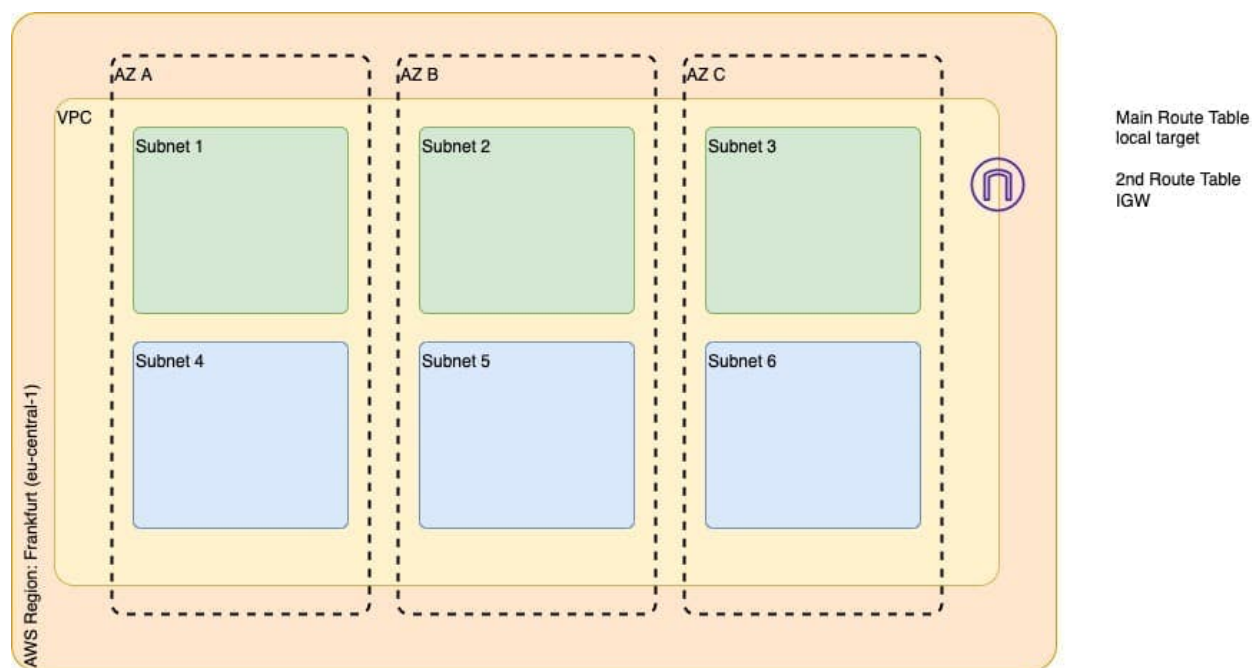 AZ A
AZ B
AZ C
VPC
Subnet 1
Subnet 2
Subnet 3
Subnet 4
Subnet 5
Subnet 6
AWS Region: Frankfurt (eu-central-1)
Main Route Table
local target
2nd Route Table
IGW